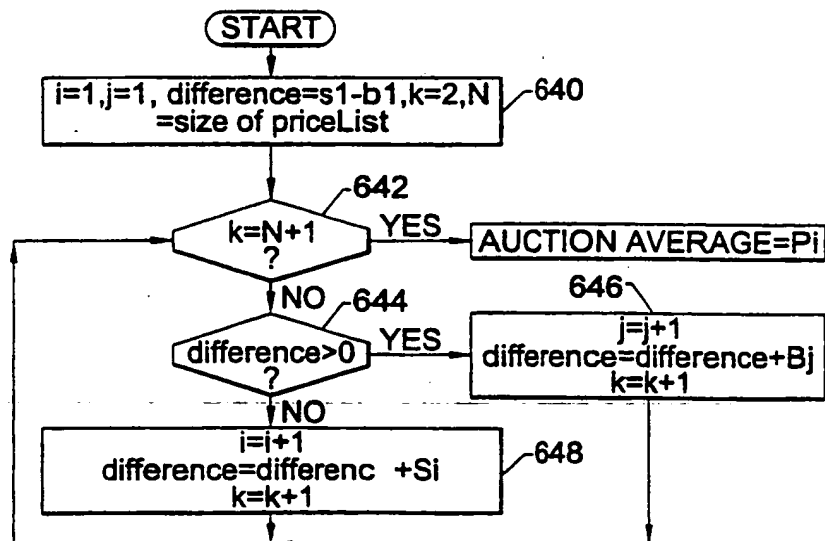 START
i=1,j=1, difference=s1-b1,k=2,N
=size of priceList
640
642
k=N+1
?
YES
AUCTION AVERAGE=Pi
NO
644
646
difference>0
?
YES
j=j+1
difference=difference+Bj
k=k+1
NO
i=i+1
difference=differenc +Si
k=k+1
648